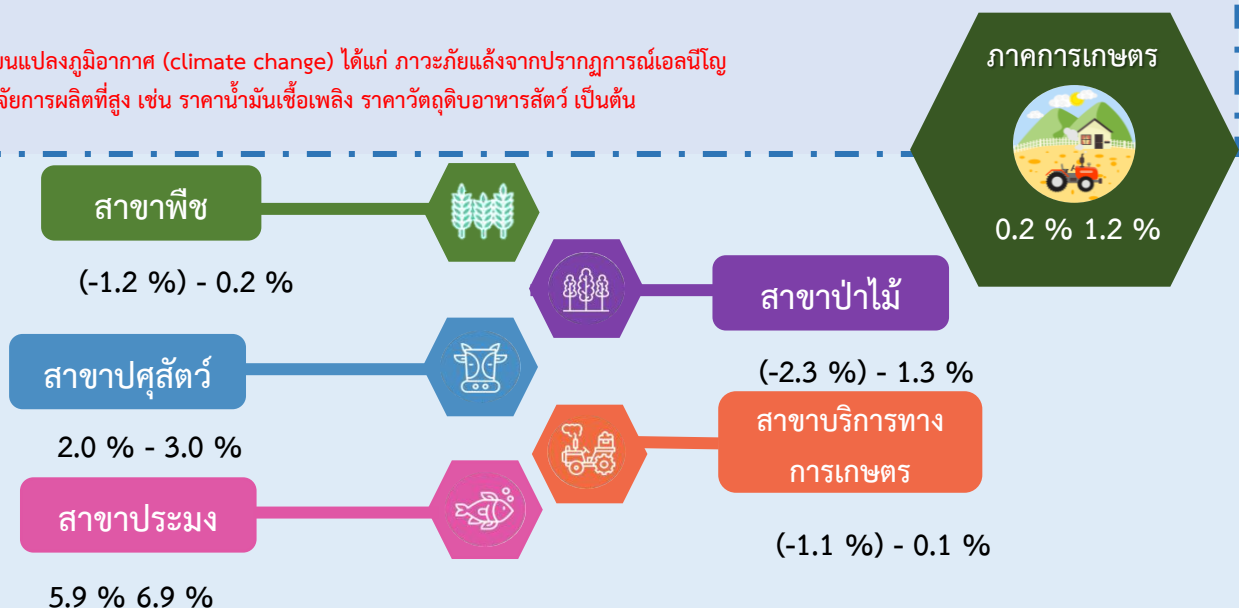 ภูมิอากาศ (climate change) ได้แก่ ภาวะภัยแล้งจากปรากฏการณ์เอลนีโญ
การผลิตที่สูง เช่น ราคาน้ำมันเชื้อเพลิง ราคาวัตถุดิบอาหารสัตว์ เป็นต้น
ภาคการเกษตร
0.2 % 1.2 %
สาขาพืช
(-1.2 %) - 0.2 %
สาขาป่าไม้
(-2.3 %) - 1.3 %
สาขาปศุสัตว์
2.0 % - 3.0 %
สาขาบริการทาง
การเกษตร
(-1.1 %) - 0.1 %
สาขาประมง
5.9 % 6.9 %